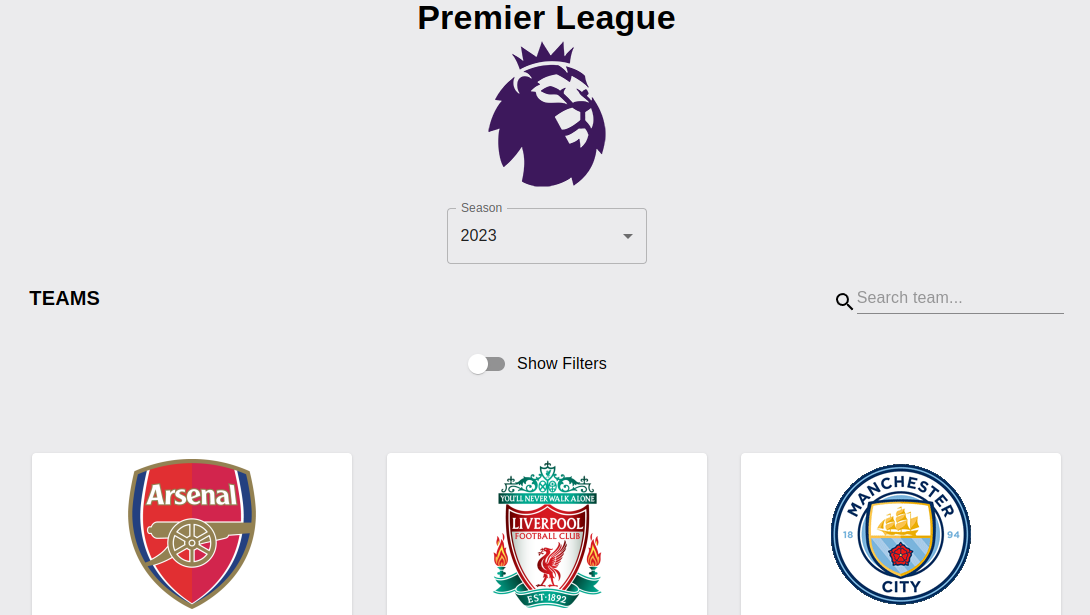 Premier League
Season
2023
TEAMS
Search team...
Show Filters
Arsenal
YOU'LL NEVER WALK ALONE
LIVERPOOL
FOOTBALL CLUB
EST·1892
MANCHESTER
18 94
CITY